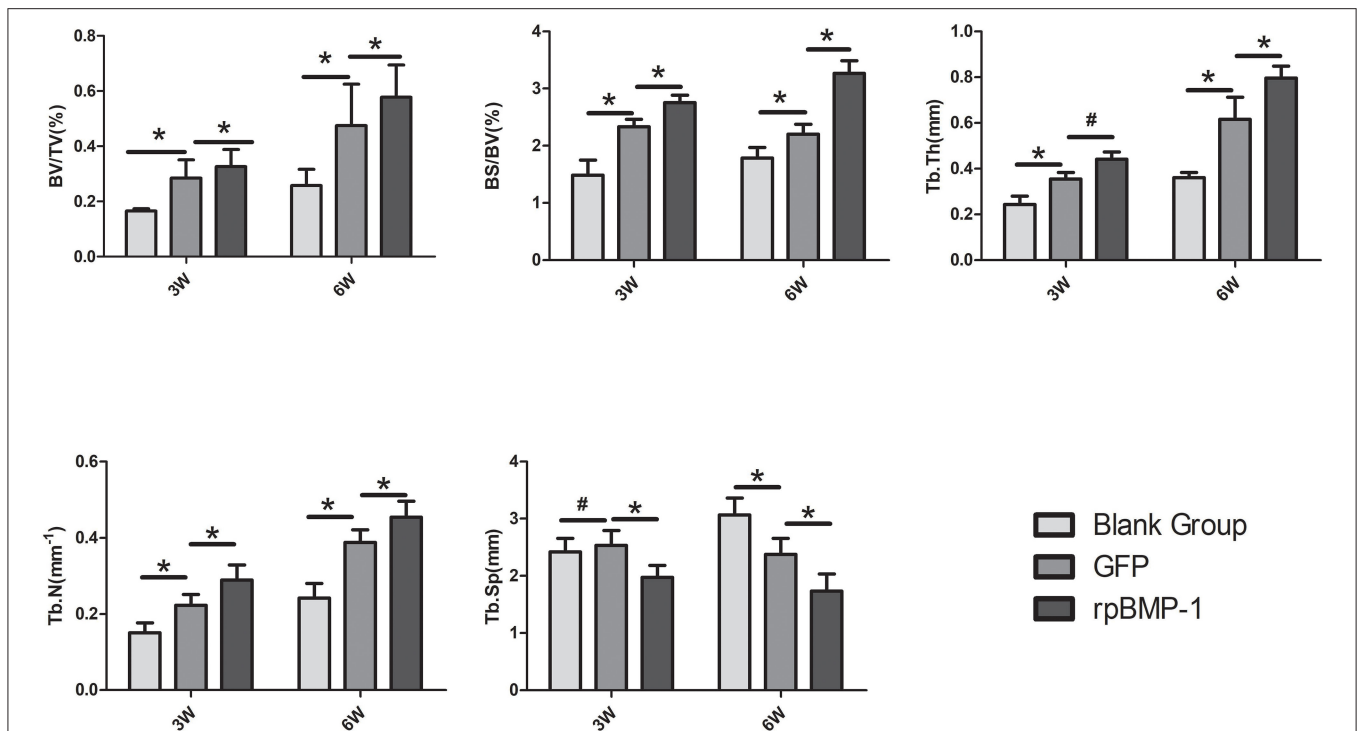 BV/TV(%)
0.8
0.6
0.4
0.2
0.0
* * * *
3W 6W
BS/BV(%)
4
3
2
1
0
* * * *
3W 6W
Tb.Th(mm)
1.0
0.8
0.6
0.4
0.2
0.0
* # * *
3W 6W
Tb.N(mm⁻¹)
0.6
0.4
0.2
0.0
* * * *
3W 6W
Tb.Sp(mm)
4
3
2
1
0
# * * *
3W 6W
Blank Group
GFP
rpBMP-1